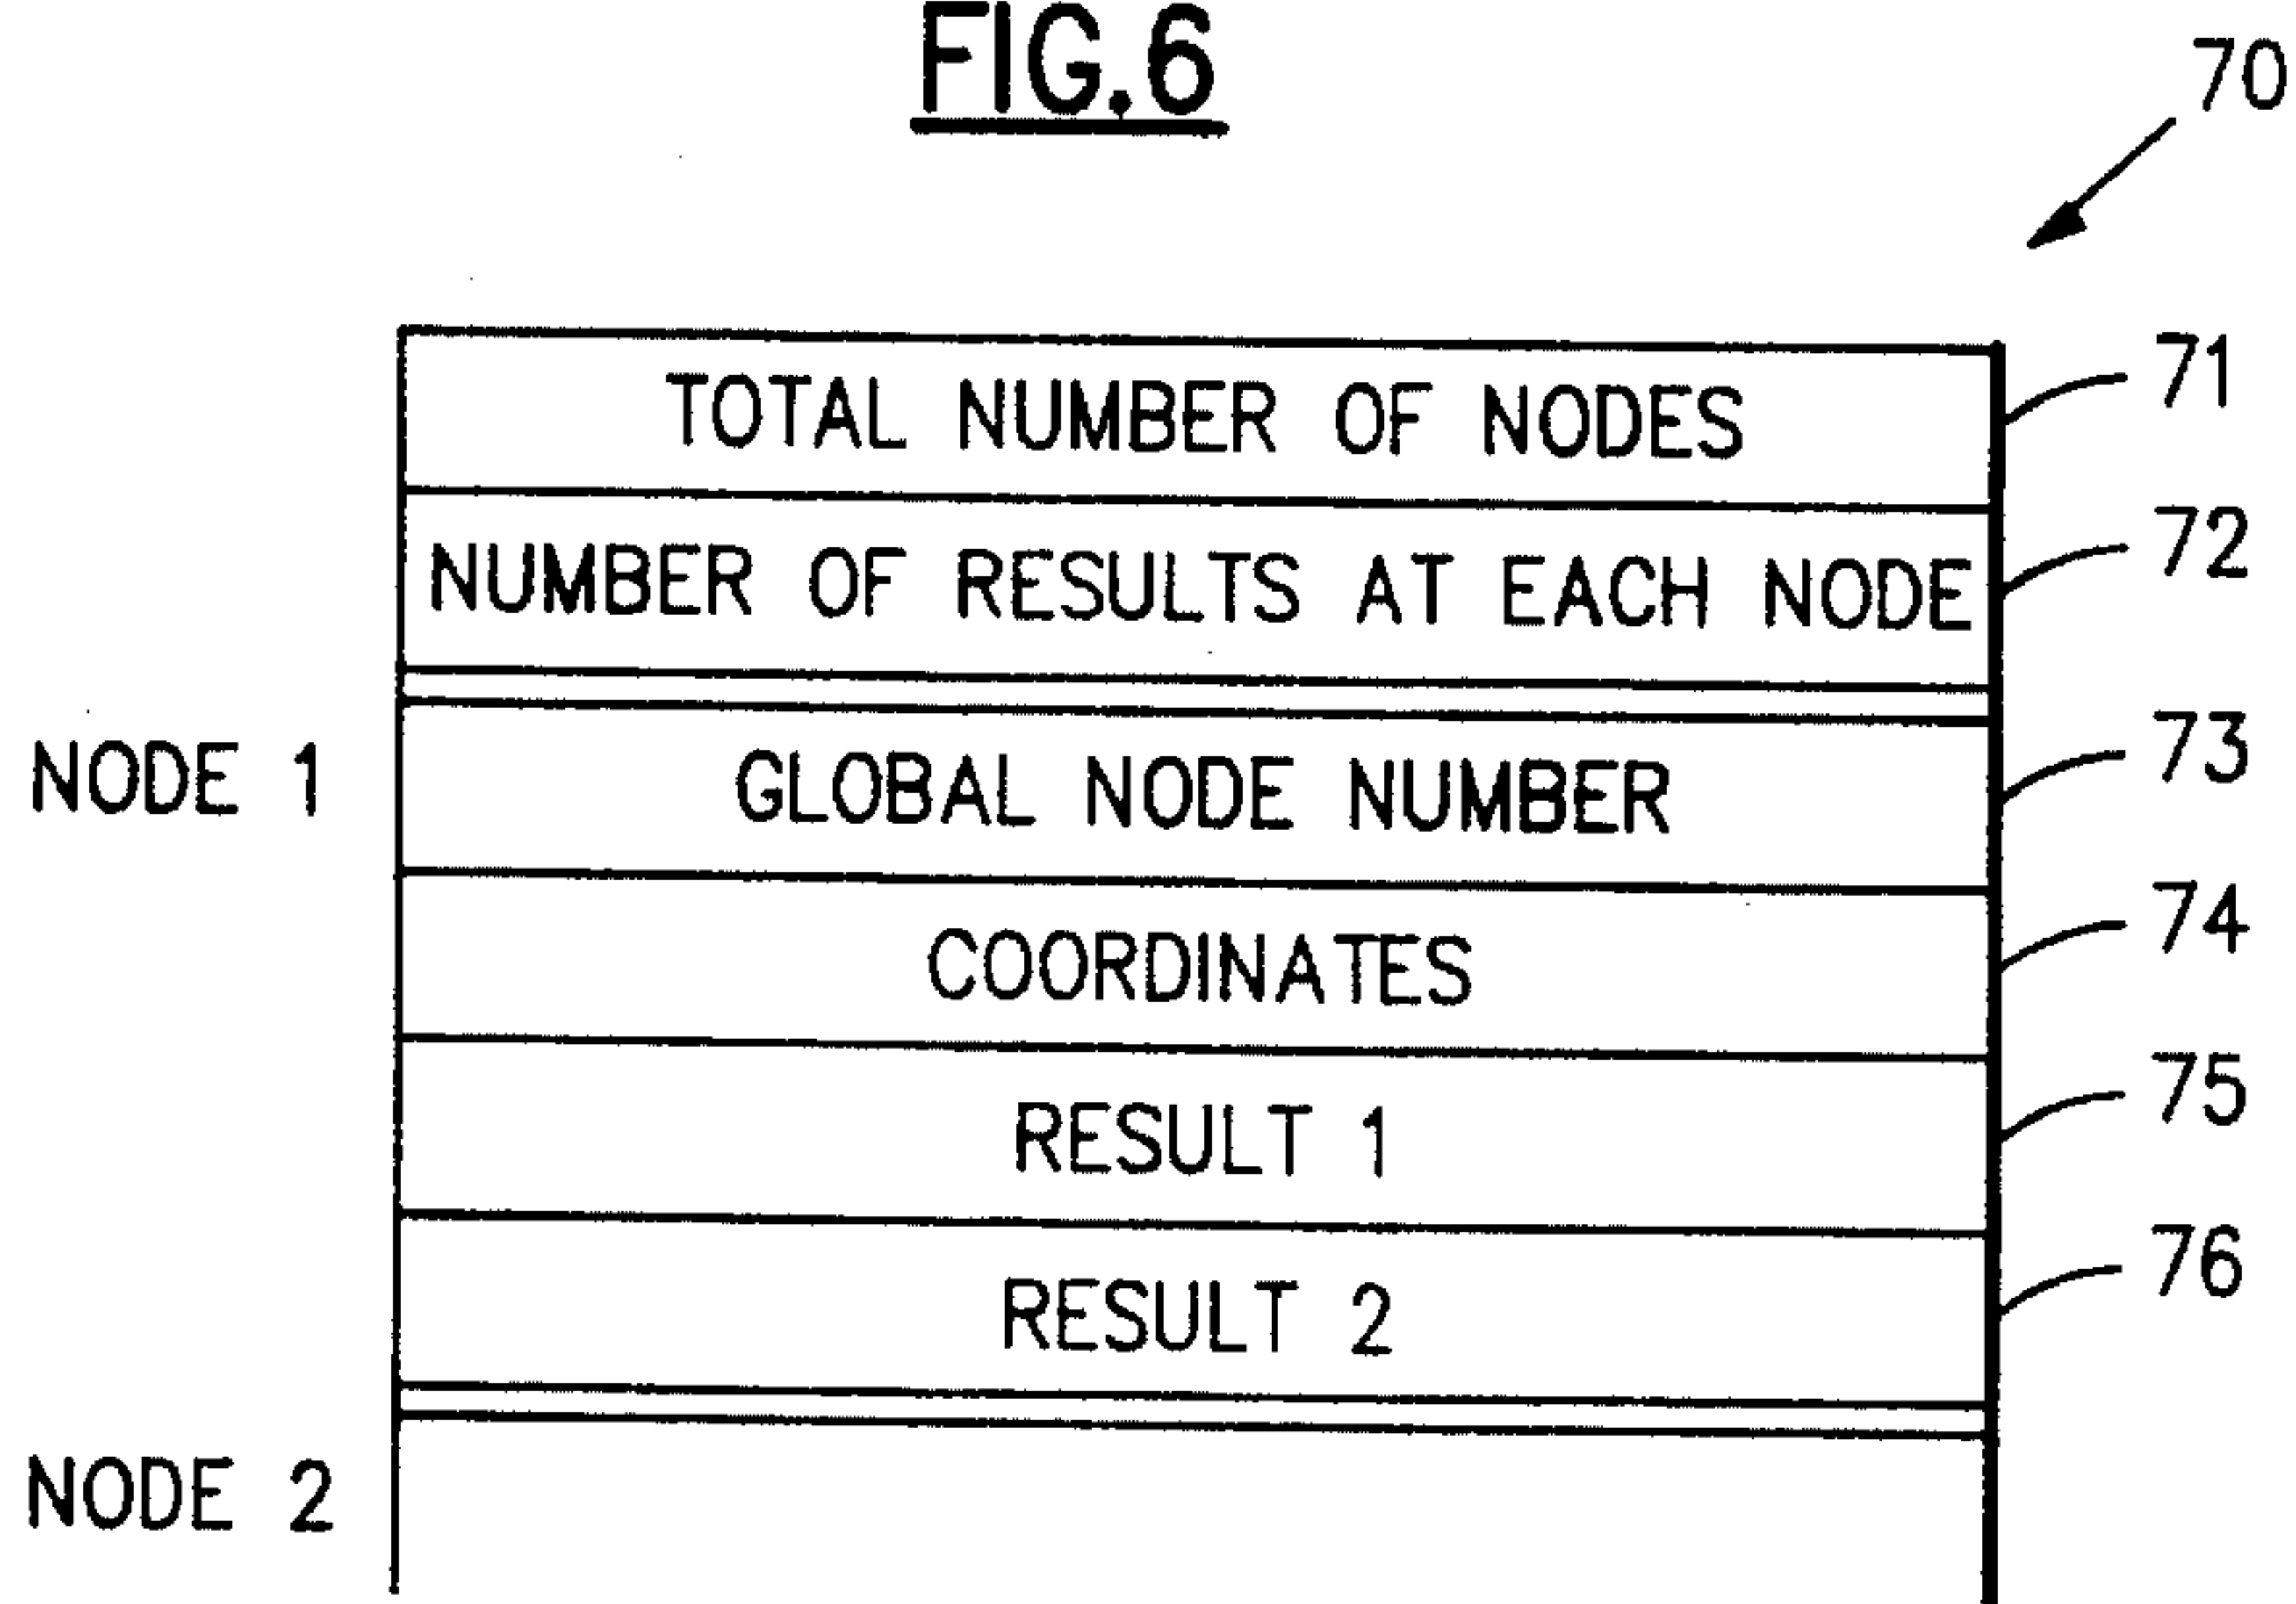 FIG.6
70
TOTAL NUMBER OF NODES 71
NUMBER OF RESULTS AT EACH NODE 72
NODE 1 GLOBAL NODE NUMBER 73
COORDINATES 74
RESULT 1 75
RESULT 2 76
NODE 2